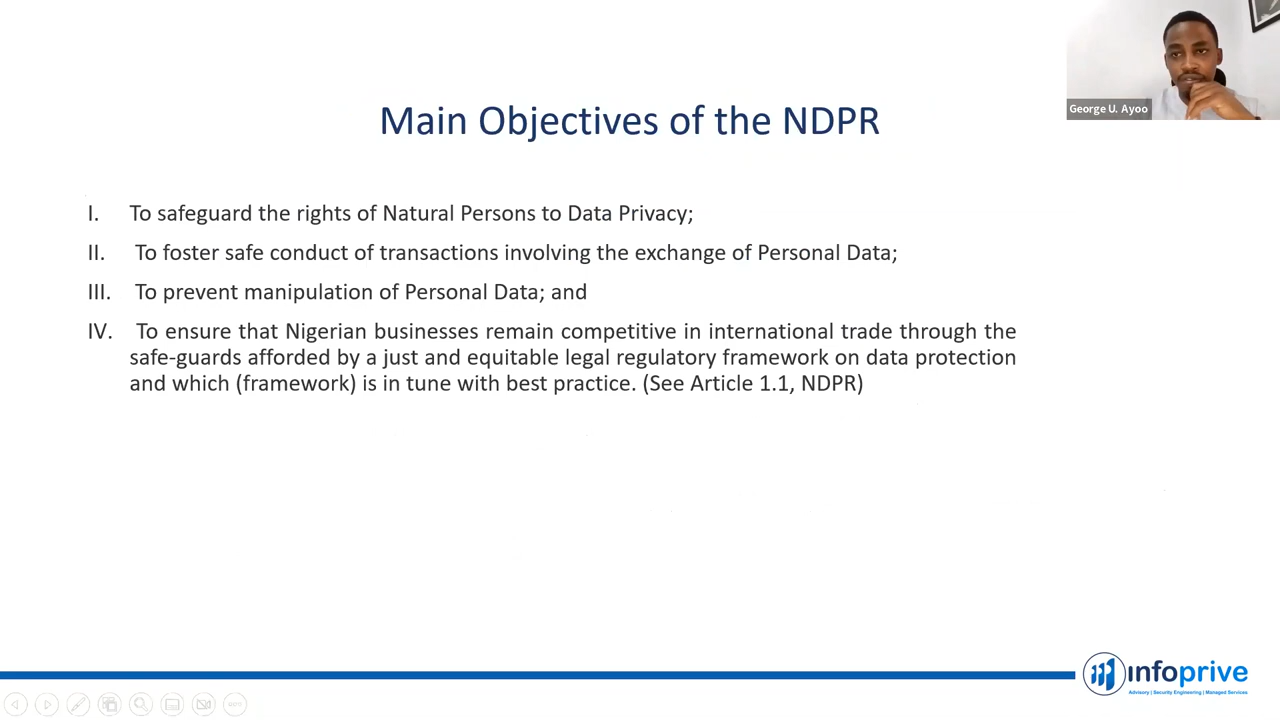 George U. Ayoo
Main Objectives of the NDPR
I. To safeguard the rights of Natural Persons to Data Privacy;
II. To foster safe conduct of transactions involving the exchange of Personal Data;
III. To prevent manipulation of Personal Data; and
IV. To ensure that Nigerian businesses remain competitive in international trade through the
safe-guards afforded by a just and equitable legal regulatory framework on data protection
and which (framework) is in tune with best practice. (See Article 1.1, NDPR)
infoprive
Advisory | Security Engineering | Managed Services